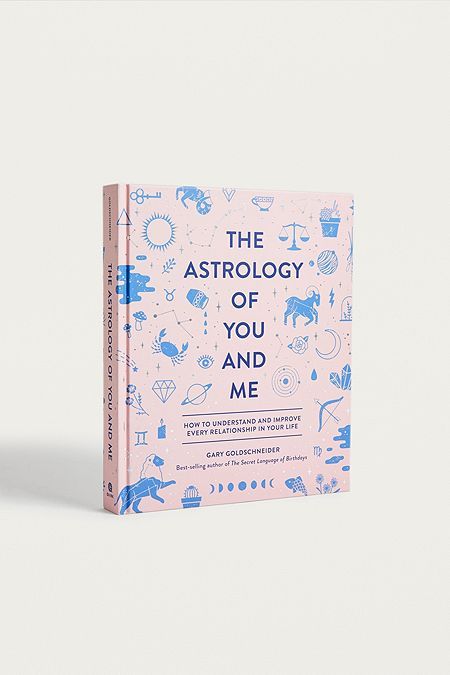 THE
ASTROLOGY
OF
YOU
AND
ME
HOW TO UNDERSTAND AND IMPROVE
EVERY RELATIONSHIP IN YOUR LIFE
GARY GOLDSCHNEIDER
Best-selling author of The Secret Language of Birthdays
GOLDSCHNEIDER
THE ASTROLOGY OF YOU AND ME